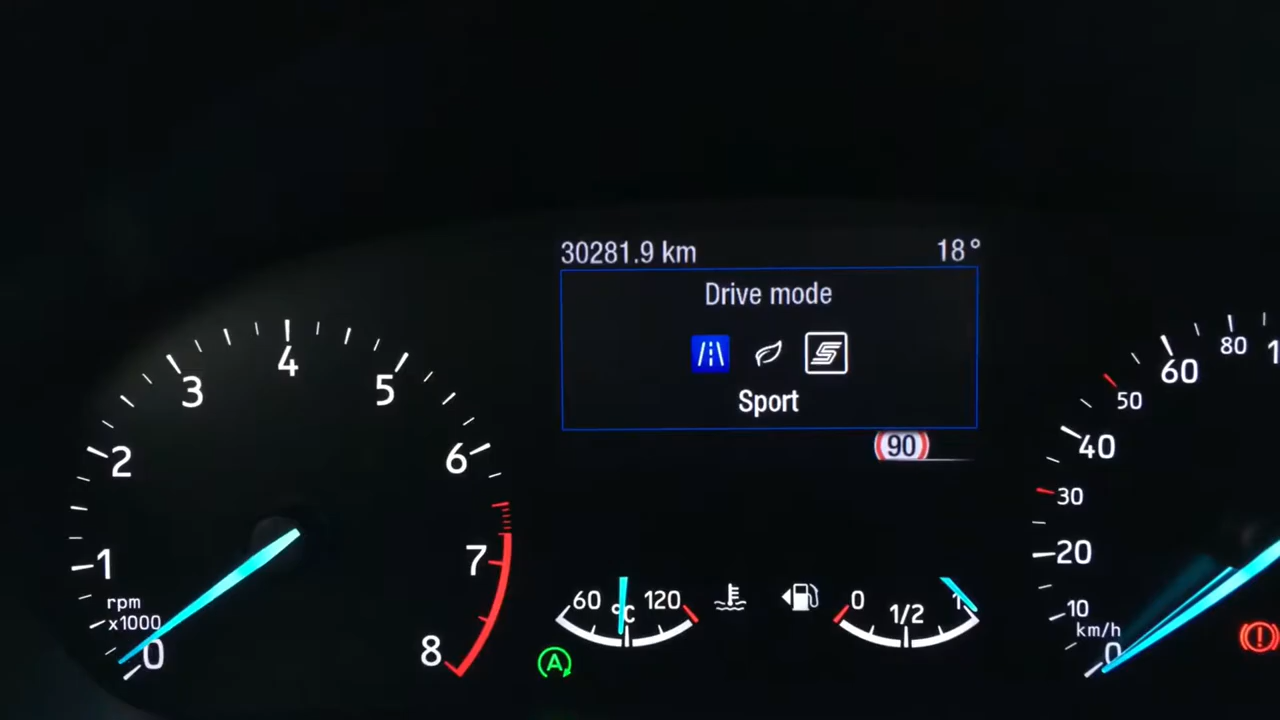 30281.9 km 18°
Drive mode
S
Sport
90
0 1 2 3 4 5 6 7 8
rpm
x1000
60 °C 120
0 1/2 1
A
0 10 20 30 40 50 60 80
km/h